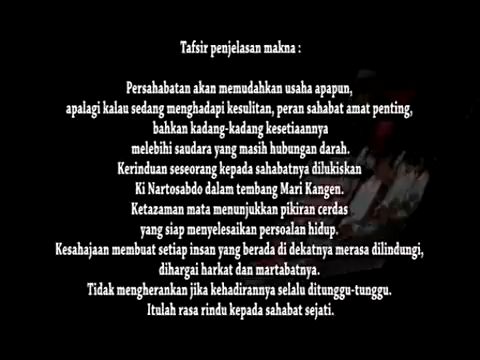 Tafsir penjelasan makna :
Persahabatan akan memudahkan usaha apapun,
apalagi kalau sedang menghadapi kesulitan, peran sahabat amat penting,
bahkan kadang-kadang kesetiaannya
melebihi saudara yang masih hubungan darah.
Kerinduan seseorang kepada sahabatnya dilukiskan
Ki Nartosabdo dalam tembang Mari Kangen.
Ketazaman mata menunjukkan pikiran cerdas
yang siap menyelesaikan persoalan hidup.
Kesahajaan membuat setiap insan yang berada di dekatnya merasa dilindungi,
dihargai harkat dan martabatnya.
Tidak mengherankan jika kehadirannya selalu ditunggu-tunggu.
Itulah rasa rindu kepada sahabat sejati.